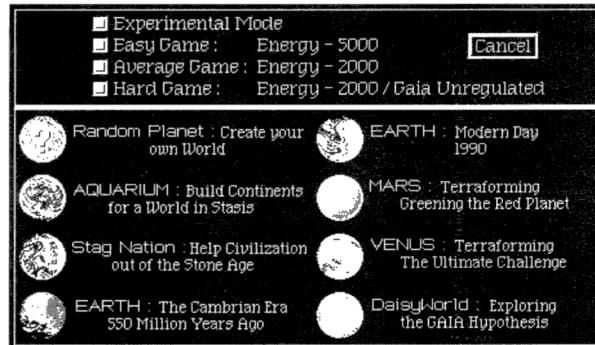 Experimental Mode
Easy Game : Energy - 5000
Cancel
Average Game : Energy - 2000
Hard Game : Energy - 2000 / Gaia Unregulated
Random Planet : Create your
own World
EARTH : Modern Day
1990
AQUARIUM : Build Continents
for a World in Stasis
MARS : Terraforming
Greening the Red Planet
Stag Nation : Help Civilization
out of the Stone Age
VENUS : Terraforming
The Ultimate Challenge
EARTH : The Cambrian Era
550 Million Years Ago
DaisyWorld : Exploring
the GAIA Hypothesis